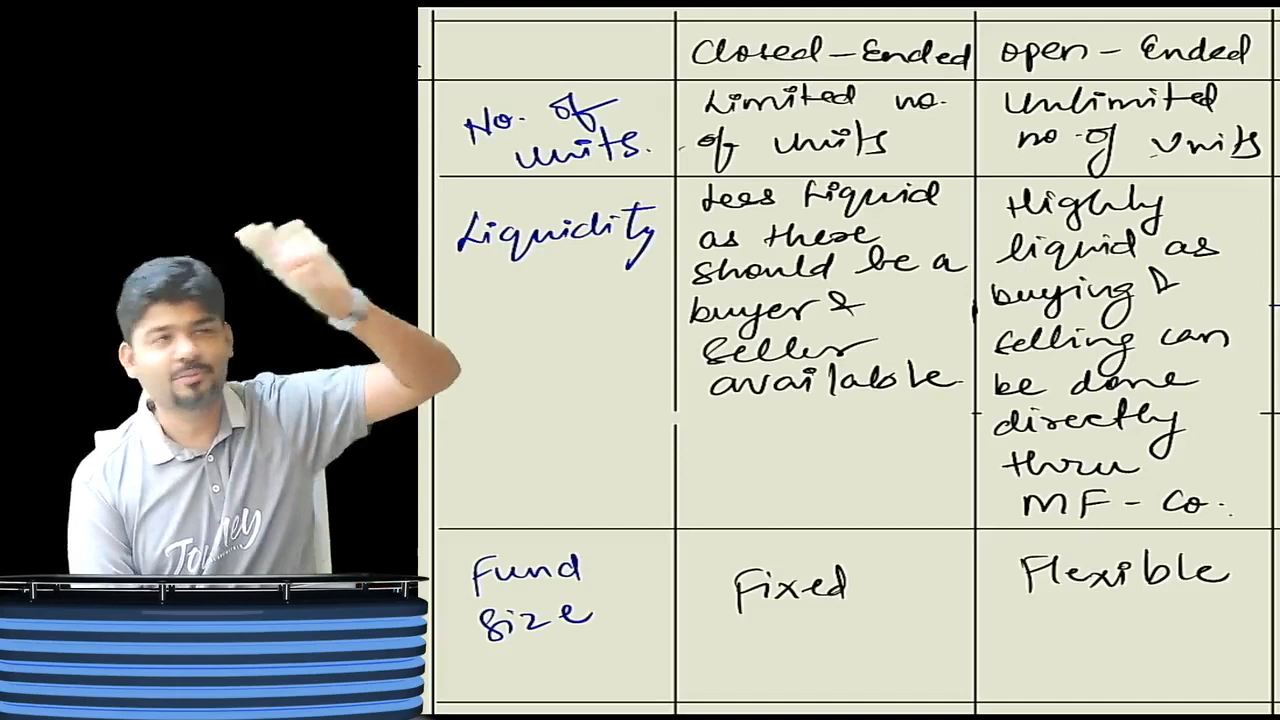 Closed-Ended
open-Ended
No. of
units.
Limited no.
of units
Unlimited
no. of units
Liquidity
Less Liquid
as there
should be a
buyer &
seller
available.
Highly
liquid as
buying &
selling can
be done
directly
thru
MF-Co.
Fund
size
Fixed
Flexible